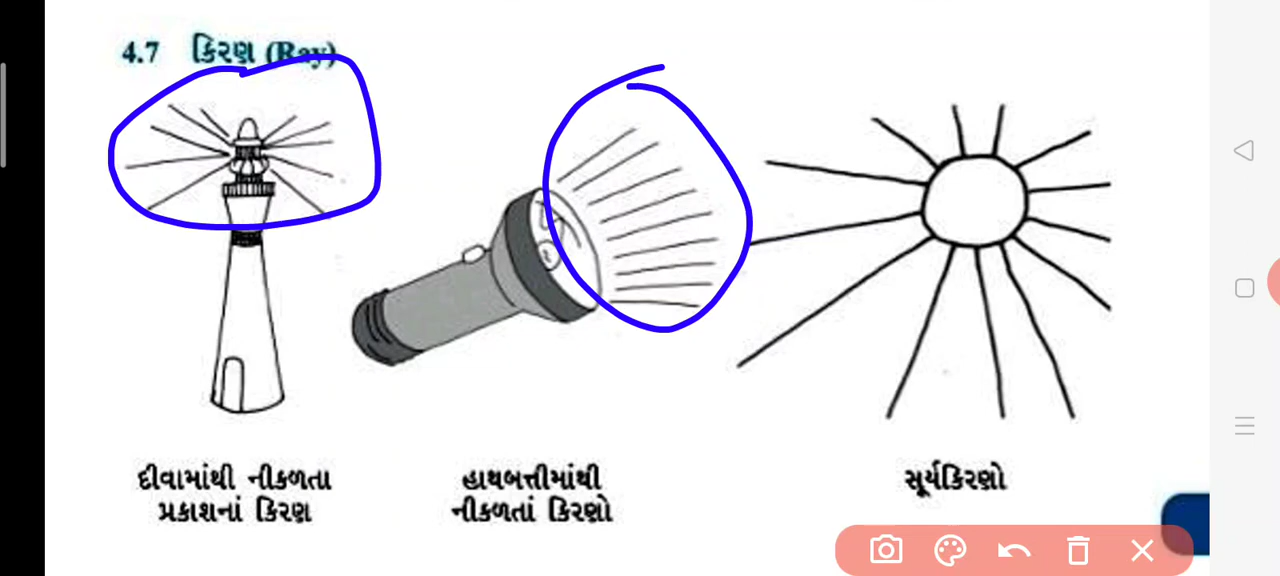 4.7 કિરણ (Ray)
દીવામાંથી નીકળતા
પ્રકાશનાં કિરણ
હાથબત્તીમાંથી
નીકળતાં કિરણો
સૂર્યકિરણો